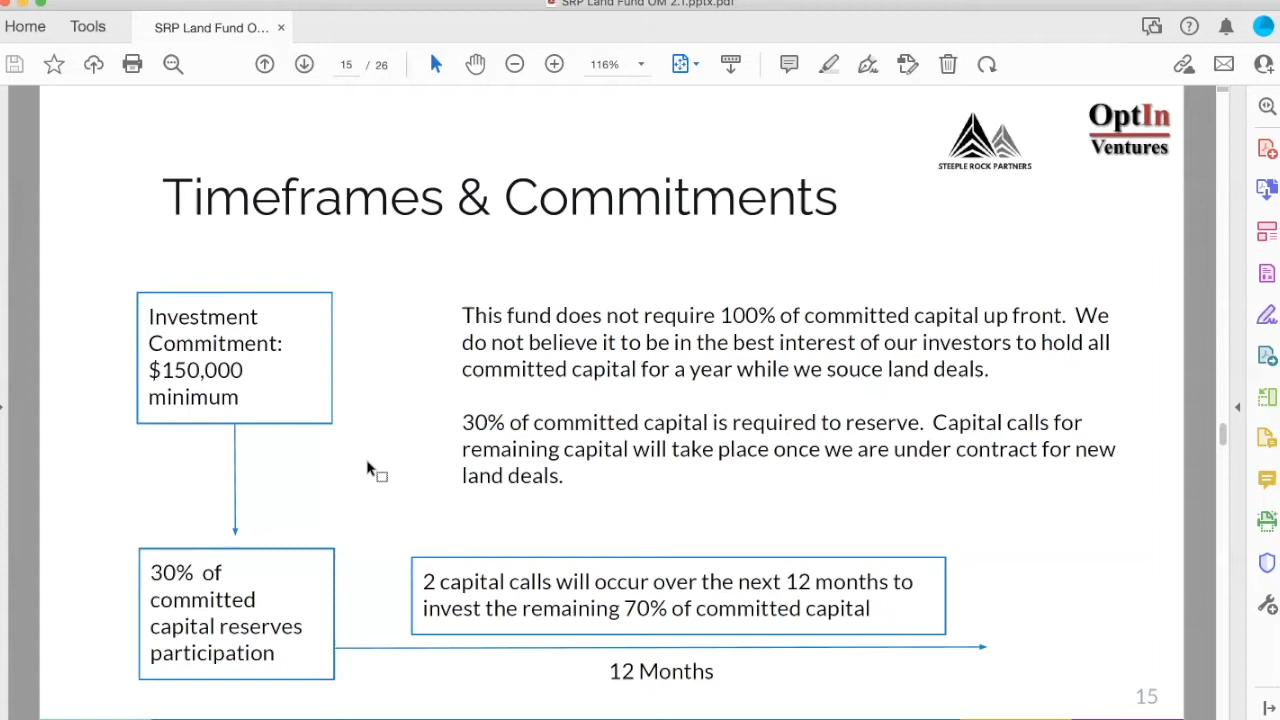 SRP Land Fund OM 2.1.pptx.pdf
Home Tools SRP Land Fund O... ×
15 / 26 116%
OptIn
Ventures
STEEPLE ROCK PARTNERS
Timeframes & Commitments
Investment
Commitment:
$150,000
minimum
This fund does not require 100% of committed capital up front. We
do not believe it to be in the best interest of our investors to hold all
committed capital for a year while we souce land deals.
30% of committed capital is required to reserve. Capital calls for
remaining capital will take place once we are under contract for new
land deals.
30% of
committed
capital reserves
participation
2 capital calls will occur over the next 12 months to
invest the remaining 70% of committed capital
12 Months
15